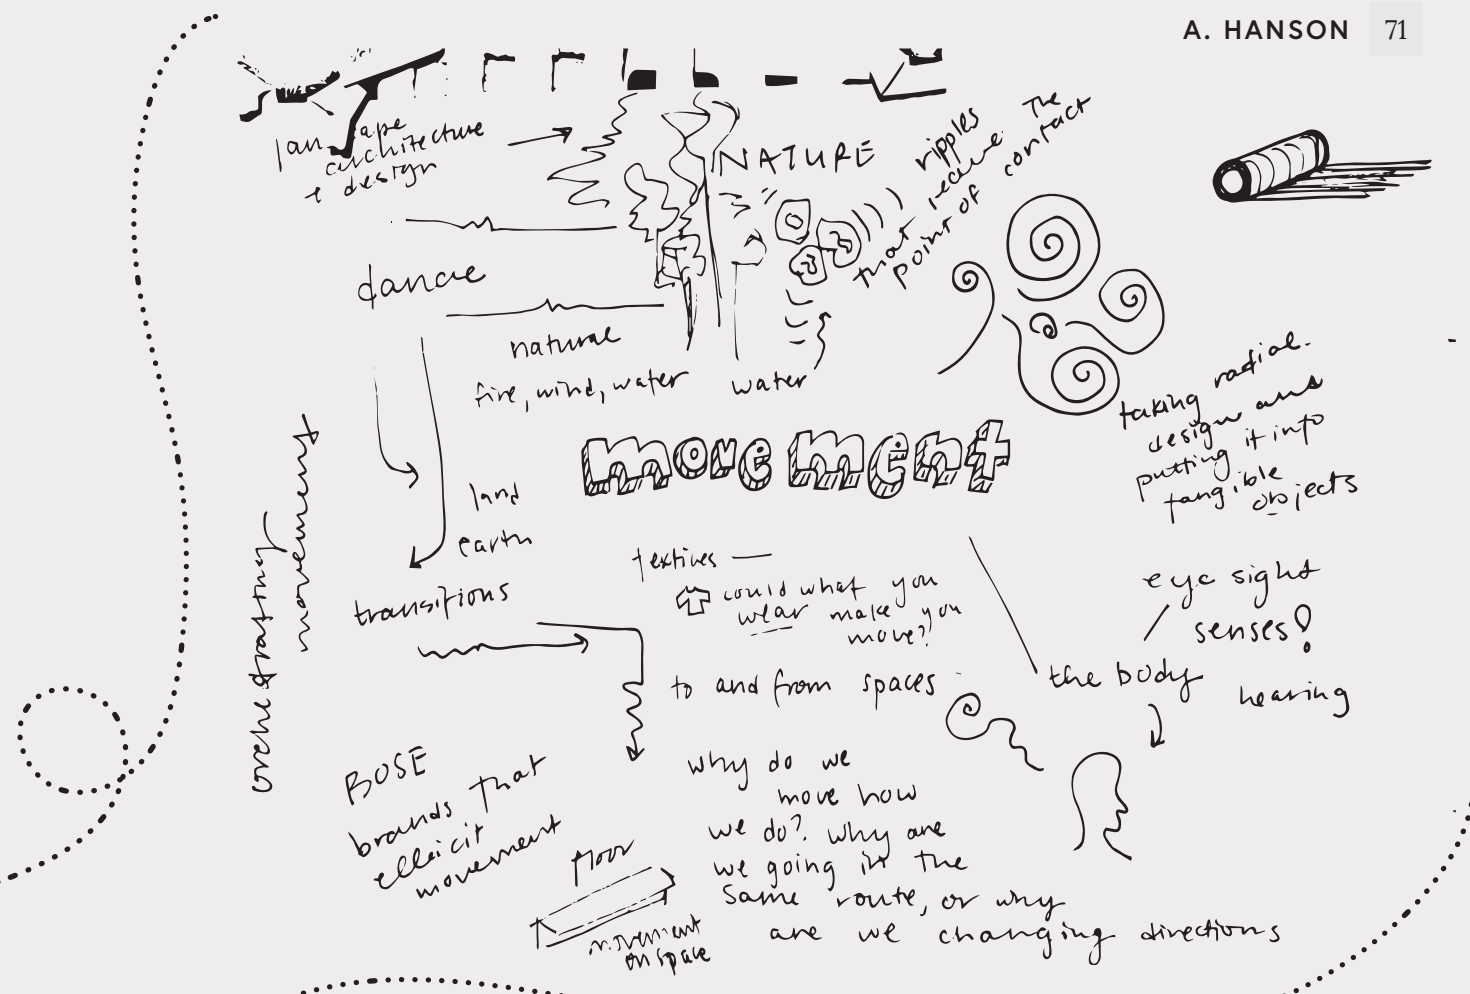 A. HANSON 71
architecture
+ design
NATURE
ripples
that leave the
point of contact
dance
natural
fire, wind, water
water
movement
taking radial
design and
putting it into
tangible
objects
land
earth
transitions
orchestrating
movement
textiles —
could what you
wear make you
move?
to and from spaces
eye sight
senses!
the body
hearing
BOSE
brands that
ellicit
movement
floor
movement
on space
why do we
move how
we do? why are
we going in the
same route, or why
are we changing directions